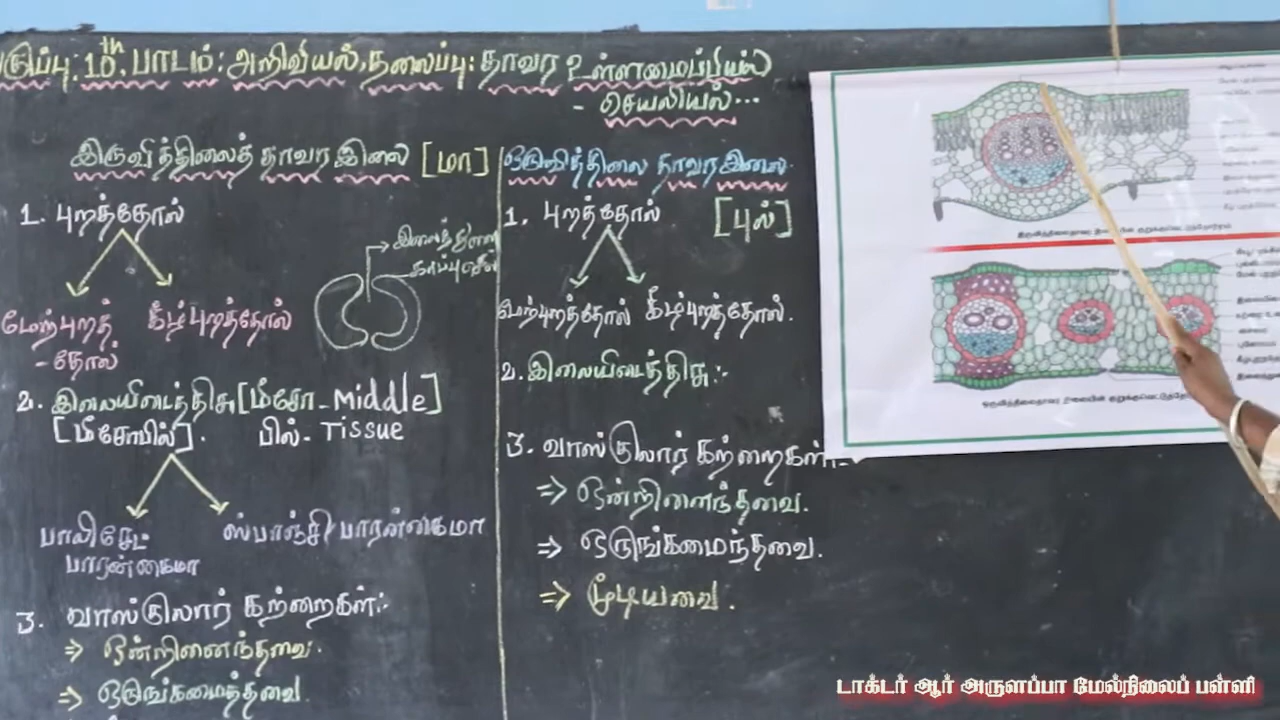 வகுப்பு: 10th. பாடம்: அறிவியல், தலைப்பு: தாவர உள்ளமைப்பியல்
- செயலியல்...
இருவித்திலைத் தாவர இலை [மா]
1. புறத்தோல்
மேற்புறத்
- தோல்
கீழ்புறத்தோல்
இலைத்துளை
காப்புசெல்
2. இலையிடைத்திசு [மீசோ - Middle]
[மீசோபில்]. பில் - Tissue
பாலிசேட்
பாரன்கைமா
ஸ்பாஞ்சி பாரன்கைமா
3. வாஸ்குலார் கற்றைகள்:-
⇒ ஒன்றினைந்தவை.
⇒ ஒருங்கமைத்தவை.
ஒருவித்திலை தாவர இலை.
1. புறத்தோல் [புல்]
மேற்புறத்தோல் கீழ்புறத்தோல்.
2. இலையிடைத்திசு:-
3. வாஸ்குலார் கற்றைகள்:-
⇒ ஒன்றினைந்தவை.
⇒ ஒருங்கமைந்தவை.
⇒ மூடியவை.
டாக்டர் ஆர் அருளப்பா மேல்நிலைப் பள்ளி